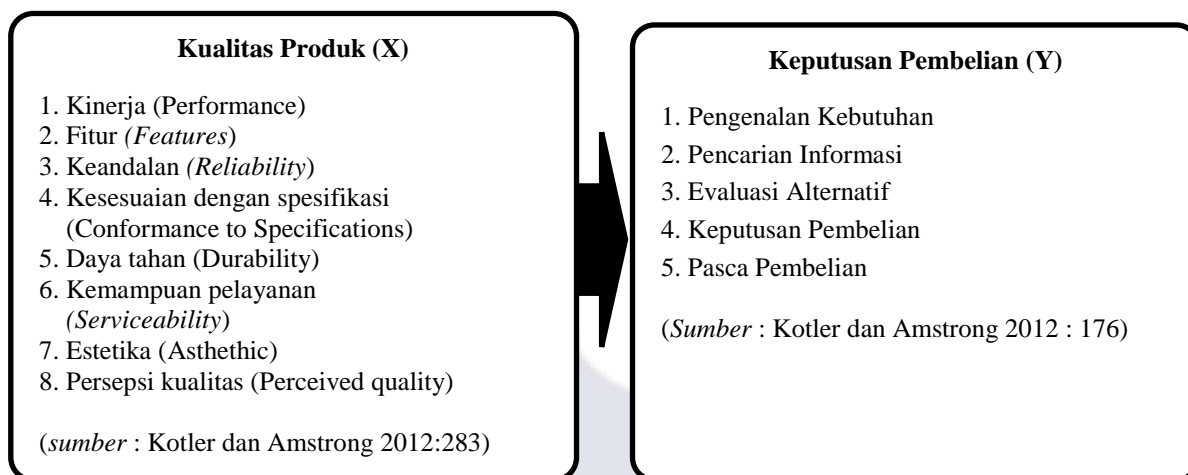 Kualitas Produk (X)
1. Kinerja (Performance)
2. Fitur (Features)
3. Keandalan (Reliability)
4. Kesesuaian dengan spesifikasi
(Conformance to Specifications)
5. Daya tahan (Durability)
6. Kemampuan pelayanan
(Serviceability)
7. Estetika (Asthethic)
8. Persepsi kualitas (Perceived quality)
(sumber : Kotler dan Amstrong 2012:283)
Keputusan Pembelian (Y)
1. Pengenalan Kebutuhan
2. Pencarian Informasi
3. Evaluasi Alternatif
4. Keputusan Pembelian
5. Pasca Pembelian
(Sumber : Kotler dan Amstrong 2012 : 176)